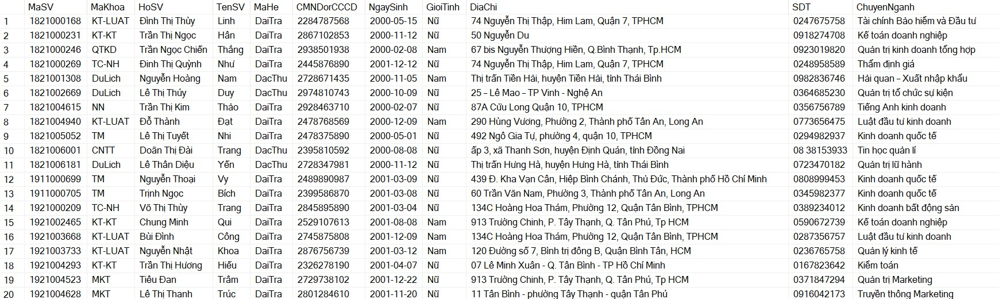 MaSV MaKhoa HoSV TenSV MaHe CMNDorCCCD NgaySinh GioiTinh DiaChi SDT ChuyenNganh
1 1821000168 KT-LUAT Đình Thị Thùy Linh DaiTra 2284787568 2000-05-15 Nữ 74 Nguyễn Thị Thập, Him Lam, Quận 7, TPHCM 0247675758 Tài chính Bảo hiểm và Đầu tư
2 1821000231 KT-KT Trần Thị Ngọc Hân DaiTra 2867102853 2000-11-12 Nữ 50 Nguyễn Du 0918274708 Kế toán doanh nghiệp
3 1821000246 QTKD Trần Ngọc Chiến Thắng DaiTra 2938501938 2000-02-08 Nam 67 bis Nguyễn Thượng Hiền, Q.Bình Thạnh, Tp.HCM 0923019820 Quản trị kinh doanh tổng hợp
4 1821000269 TC-NH Đinh Thị Quỳnh Như DaiTra 2445876890 2001-12-12 Nữ 74 Nguyễn Thị Thập, Him Lam, Quận 7, TPHCM 0248958589 Thẩm định giá
5 1821001308 DuLich Nguyễn Hoàng Nam DacThu 2728671435 2000-11-05 Nam Thị trấn Tiền Hải, huyện Tiền Hải, tỉnh Thái Bình 0982836746 Hải quan – Xuất nhập khẩu
6 1821002669 DuLich Lê Thị Thúy Duy DacThu 2974810743 2000-10-09 Nữ 25 – Lê Mao – TP Vinh - Nghệ An 0364685230 Quản trị tổ chức sự kiện
7 1821004615 NN Trần Thị Kim Thảo DaiTra 2928463710 2000-02-07 Nữ 87A Cửu Long Quận 10, TPHCM 0356756789 Tiếng Anh kinh doanh
8 1821004940 KT-LUAT Đỗ Thành Đạt DaiTra 2478768569 2000-12-09 Nam 290 Hùng Vương, Phường 2, Thành phố Tân An, Long An 0773656475 Luật đầu tư kinh doanh
9 1821005052 TM Lê Thị Tuyết Nhi DaiTra 2478375890 2000-05-01 Nữ 492 Ngô Gia Tự, phường 4, quận 10, TPHCM 0294982937 Kinh doanh quốc tế
10 1821006001 CNTT Doãn Thị Đài Trang DacThu 2395810592 2000-08-08 Nữ ấp 3, xã Thanh Sơn, huyện Định Quán, tỉnh Đồng Nai 08 38153933 Tin học quản lí
11 1821006181 DuLich Lê Thân Diệu Yến DacThu 2728347981 2000-11-12 Nữ Thị trấn Hưng Hà, huyện Hưng Hà, tỉnh Thái Bình 0723470182 Quản trị lữ hành
12 1911000699 TM Nguyễn Thoại Vy DaiTra 2489890987 2001-03-09 Nữ 439 Đ. Kha Vạn Cân, Hiệp Bình Chánh, Thủ Đức, Thành phố Hồ Chí Minh 0808999453 Kinh doanh quốc tế
13 1911000705 TM Trịnh Ngọc Bích DaiTra 2399586870 2001-03-08 Nữ 60 Trần Văn Nam, Phường 3, Thành phố Tân An, Long An 0345982377 Kinh doanh quốc tế
14 1921000209 TC-NH Võ Thị Thùy Trang DaiTra 2845895890 2001-03-04 Nữ 134C Hoàng Hoa Thám, Phường 12, Quận Tân Bình, TPHCM 0389234012 Kinh doanh bất động sản
15 1921002465 KT-KT Chung Minh Qui DaiTra 2529107613 2001-08-08 Nam 913 Trường Chinh, P. Tây Thạnh, Q. Tân Phú, Tp HCM 0590672739 Kế toán doanh nghiệp
16 1921003668 KT-LUAT Bùi Đình Công DaiTra 2745875808 2001-12-09 Nam 134C Hoàng Hoa Thám, Phường 12, Quận Tân Bình, TPHCM 0287356757 Luật đầu tư kinh doanh
17 1921003733 KT-LUAT Nguyễn Nhật Khoa DaiTra 2876756739 2001-03-12 Nam 120 Đường số 7, Bình trị đông B, Quận Bình Tân, HCM 0236765758 Quản lý kinh tế
18 1921004293 KT-KT Trần Thị Hương Hiếu DaiTra 2326278190 2001-04-07 Nữ 07 Lê Minh Xuân - Q. Tân Bình - TP Hồ Chí Minh 0167823642 Kiểm toán
19 1921004523 MKT Tiêu Đan Trâm DaiTra 2729738102 2001-12-22 Nữ 913 Trường Chinh, P. Tây Thạnh, Q. Tân Phú, Tp HCM 0371847294 Quản trị Marketing
20 1921004628 MKT Lê Thị Thanh Trúc DaiTra 2801284610 2001-11-20 Nữ 11 Tân Bình - phường Tây Thạnh - quận Tân Phú 0916042173 Truyền thông Marketing